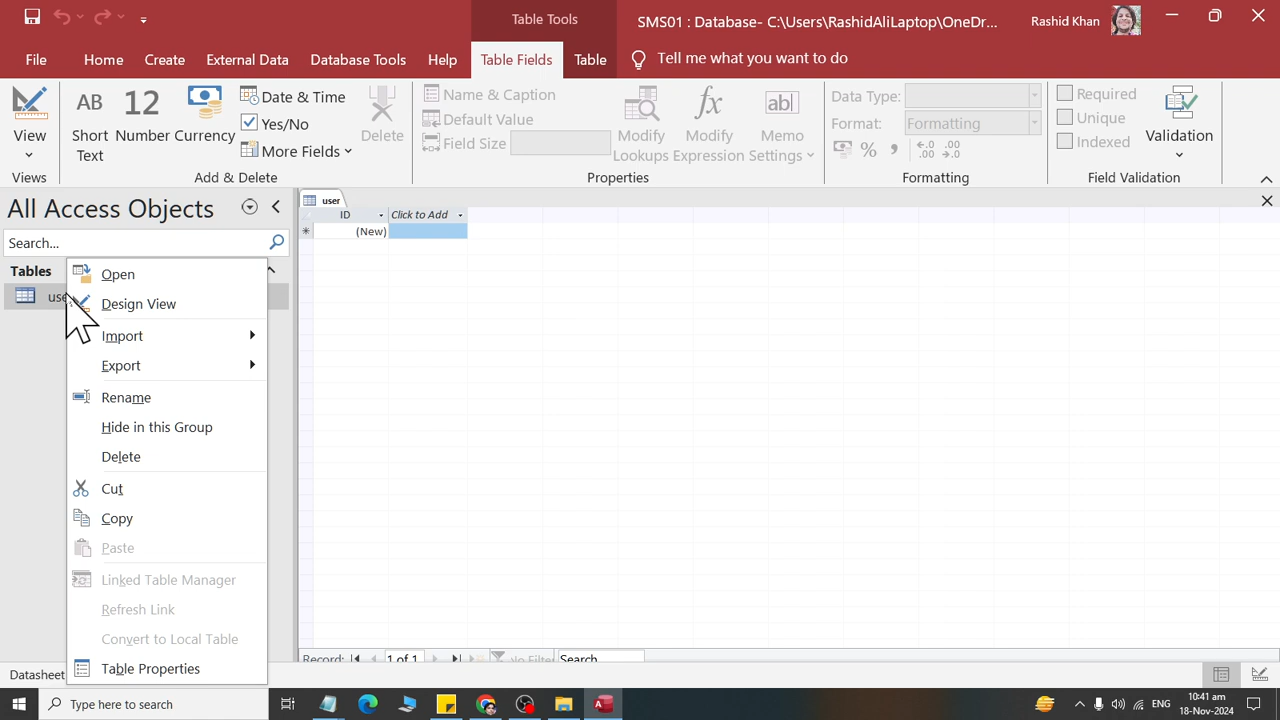 Table Tools
SMS01 : Database- C:\Users\RashidAliLaptop\OneDr...
Rashid Khan
File
Home
Create
External Data
Database Tools
Help
Table Fields
Table
Tell me what you want to do
View
Views
AB
Short
Text
12
Number
Currency
Date & Time
Yes/No
More Fields
Delete
Add & Delete
Name & Caption
Default Value
Field Size
Modify
Lookups
fx
Modify
Expression
ab
Memo
Settings
Properties
Data Type:
Format:
Formatting
%
,
Formatting
Required
Unique
Indexed
Validation
Field Validation
All Access Objects
Search...
Tables
use
Open
Design View
Import
Export
Rename
Hide in this Group
Delete
Cut
Copy
Paste
Linked Table Manager
Refresh Link
Convert to Local Table
Table Properties
user
ID
Click to Add
(New)
Record:
1 of 1
No Filter
Search
Datasheet
Type here to search
ENG
10:41 am
18-Nov-2024